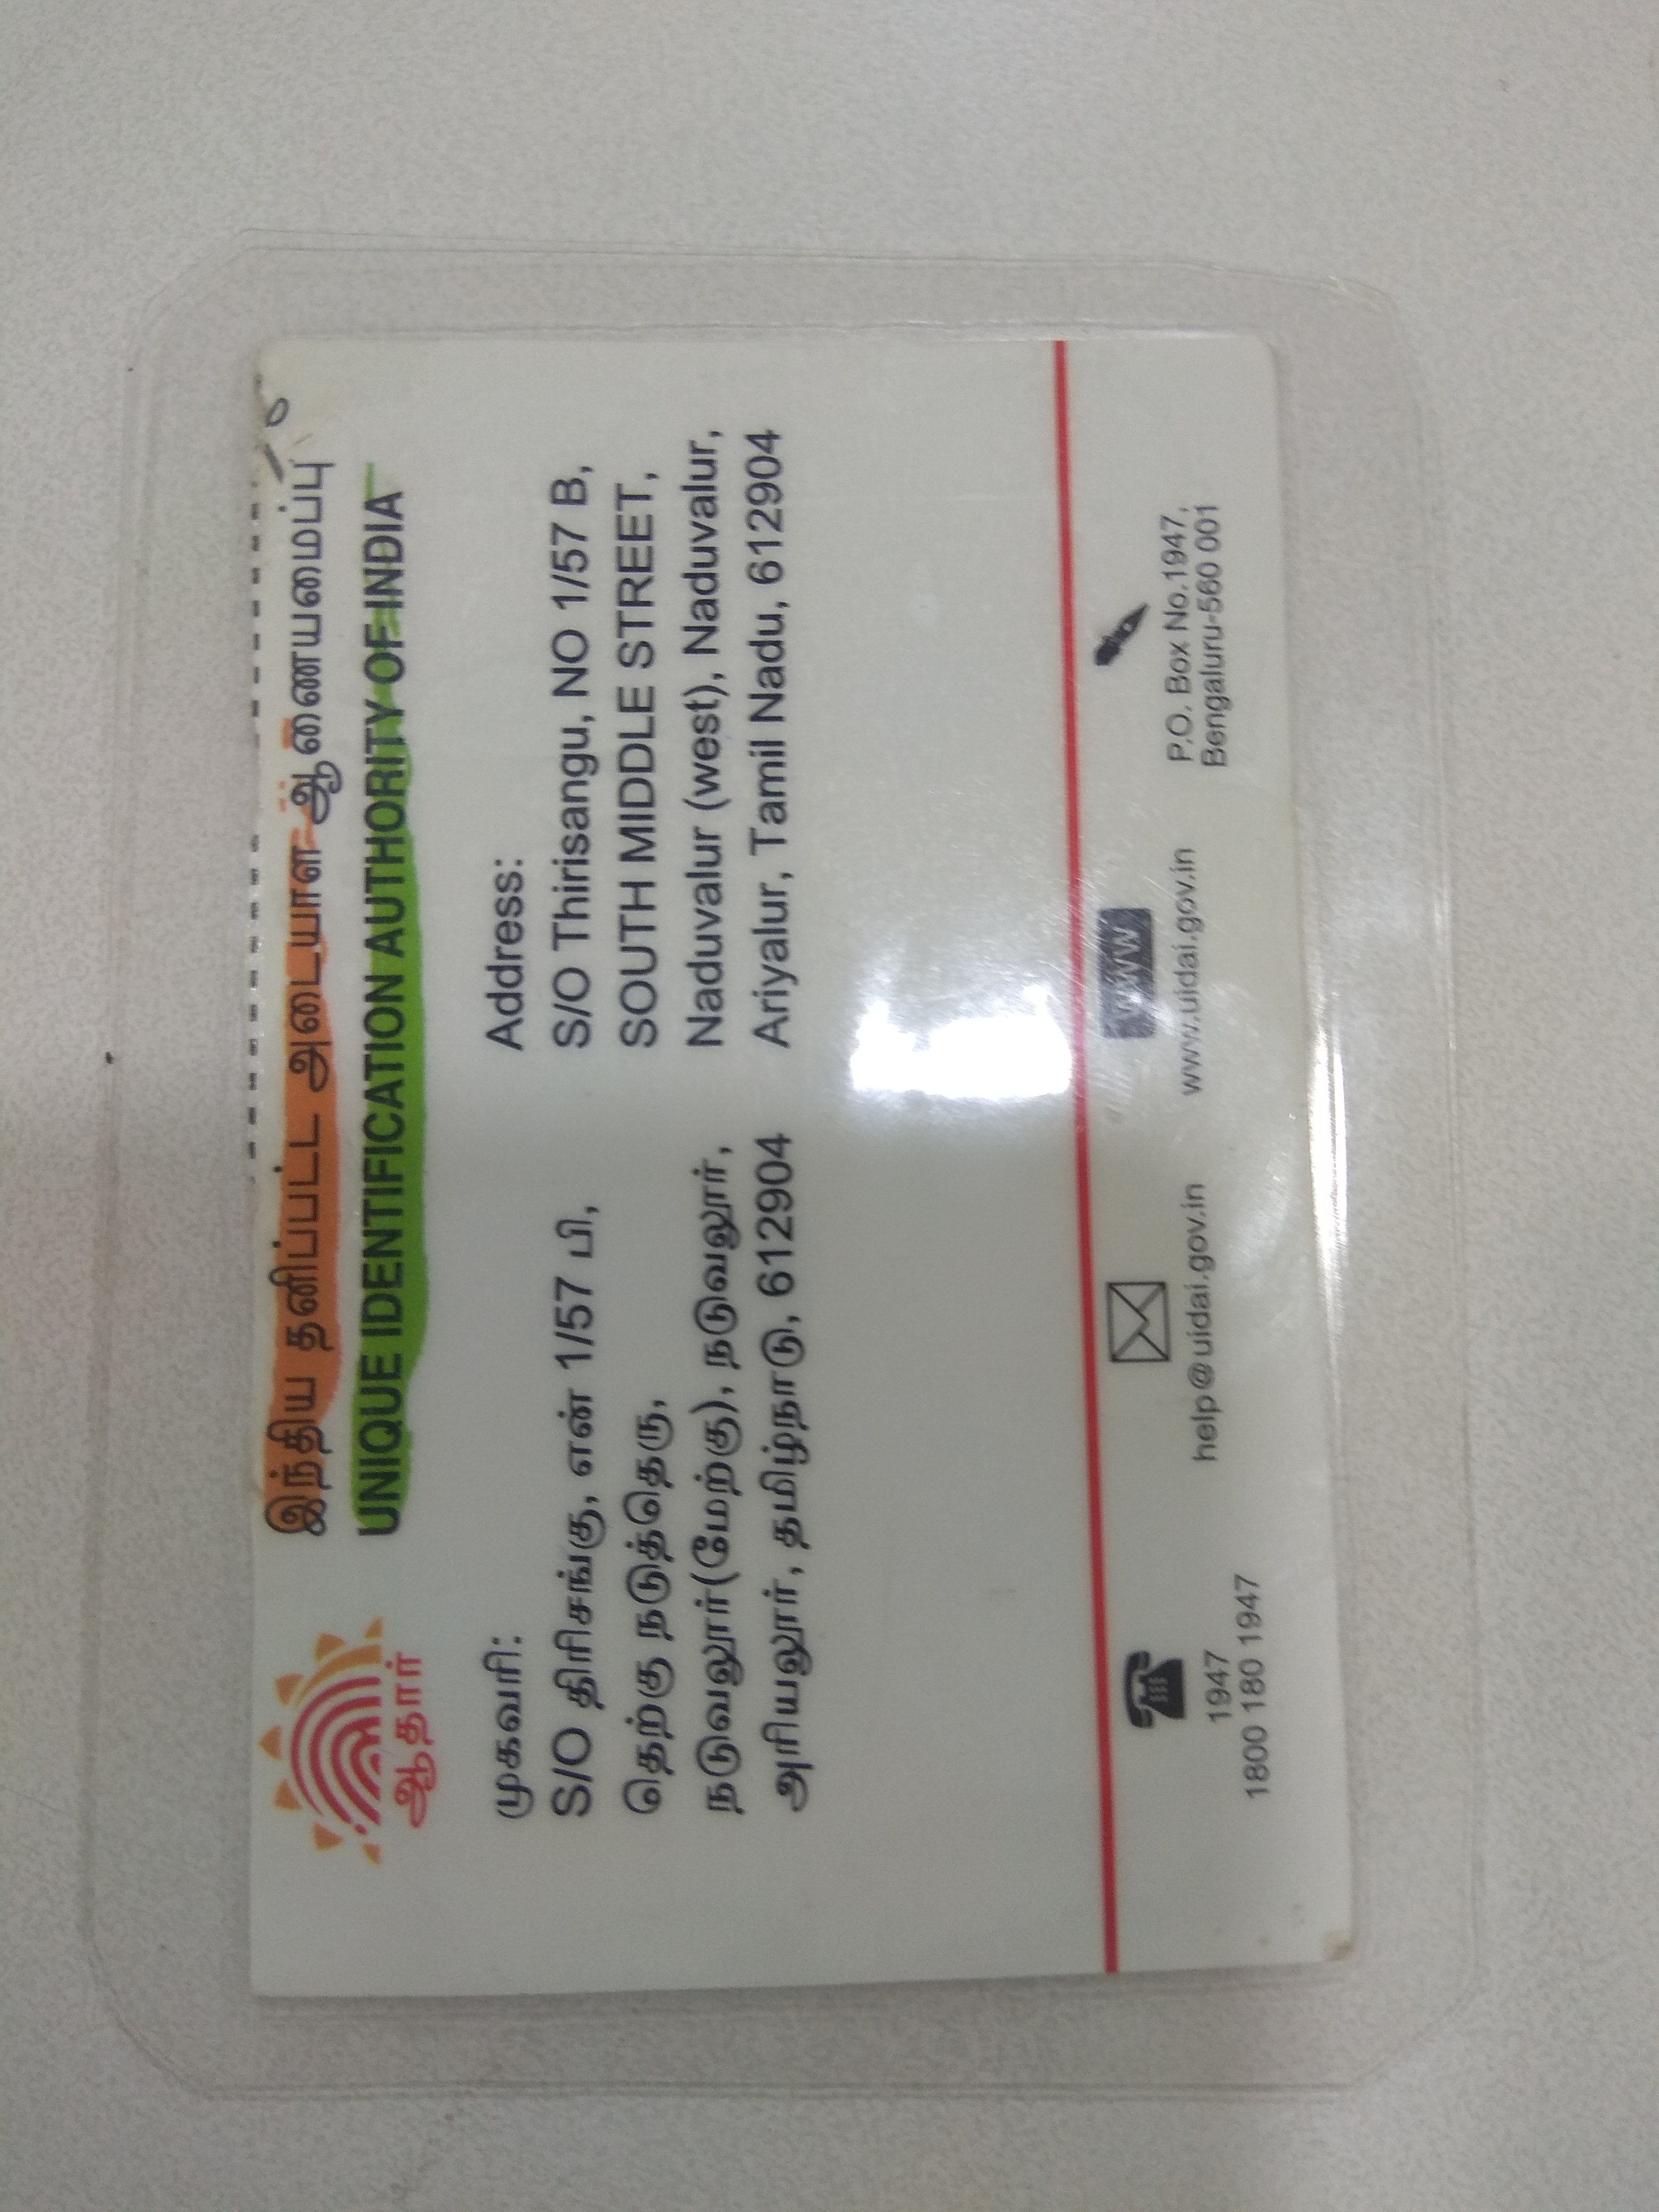 இந்திய தனிப்பட்ட அடையாள ஆணையமைப்பு
UNIQUE IDENTIFICATION AUTHORITY OF INDIA
ஆதார்
முகவரி:
S/O திரிசங்கு, என் 1/57 பி,
தெற்கு நடுத்தெரு,
நடுவலூர்(மேற்கு), நடுவலூர்,
அரியலூர், தமிழ்நாடு, 612904
Address:
S/O Thirisangu, NO 1/57 B,
SOUTH MIDDLE STREET,
Naduvalur (west), Naduvalur,
Ariyalur, Tamil Nadu, 612904
1947
1800 180 1947
help@uidai.gov.in
WWW
www.uidai.gov.in
P.O. Box No.1947,
Bengaluru-560 001